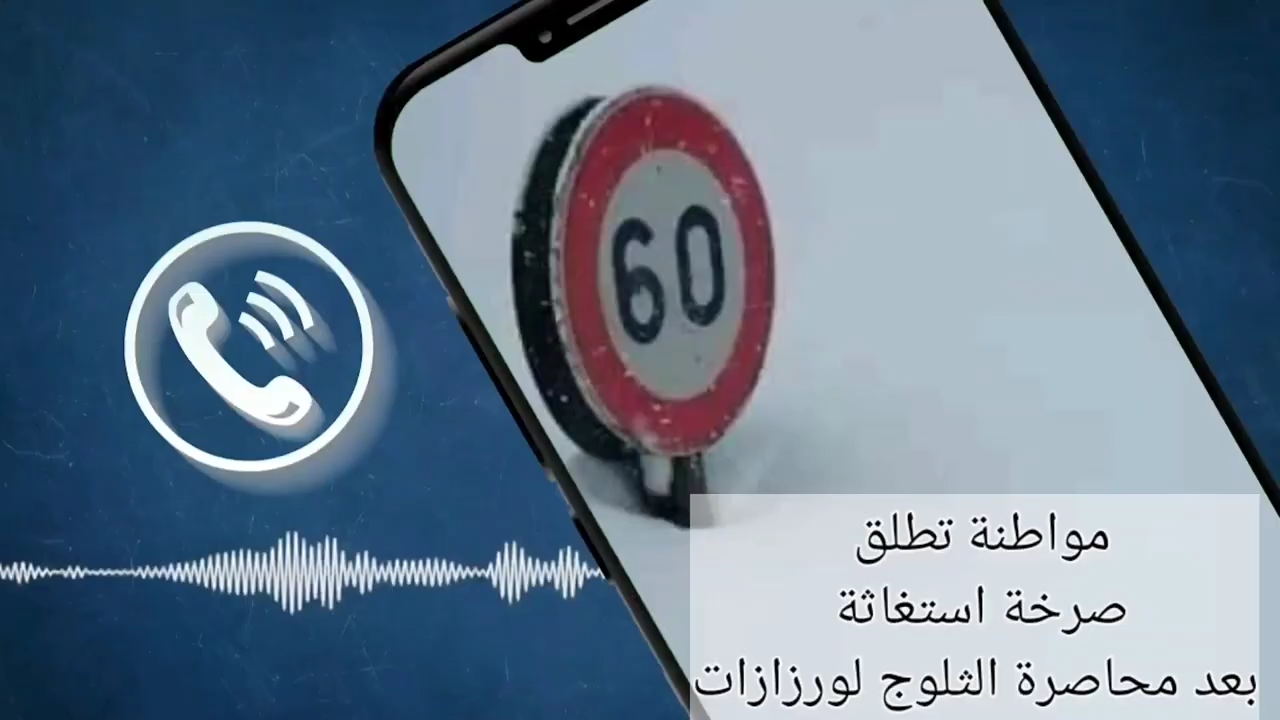 60
مواطنة تطلق
صرخة استغاثة
بعد محاصرة الثلوج لورزازات